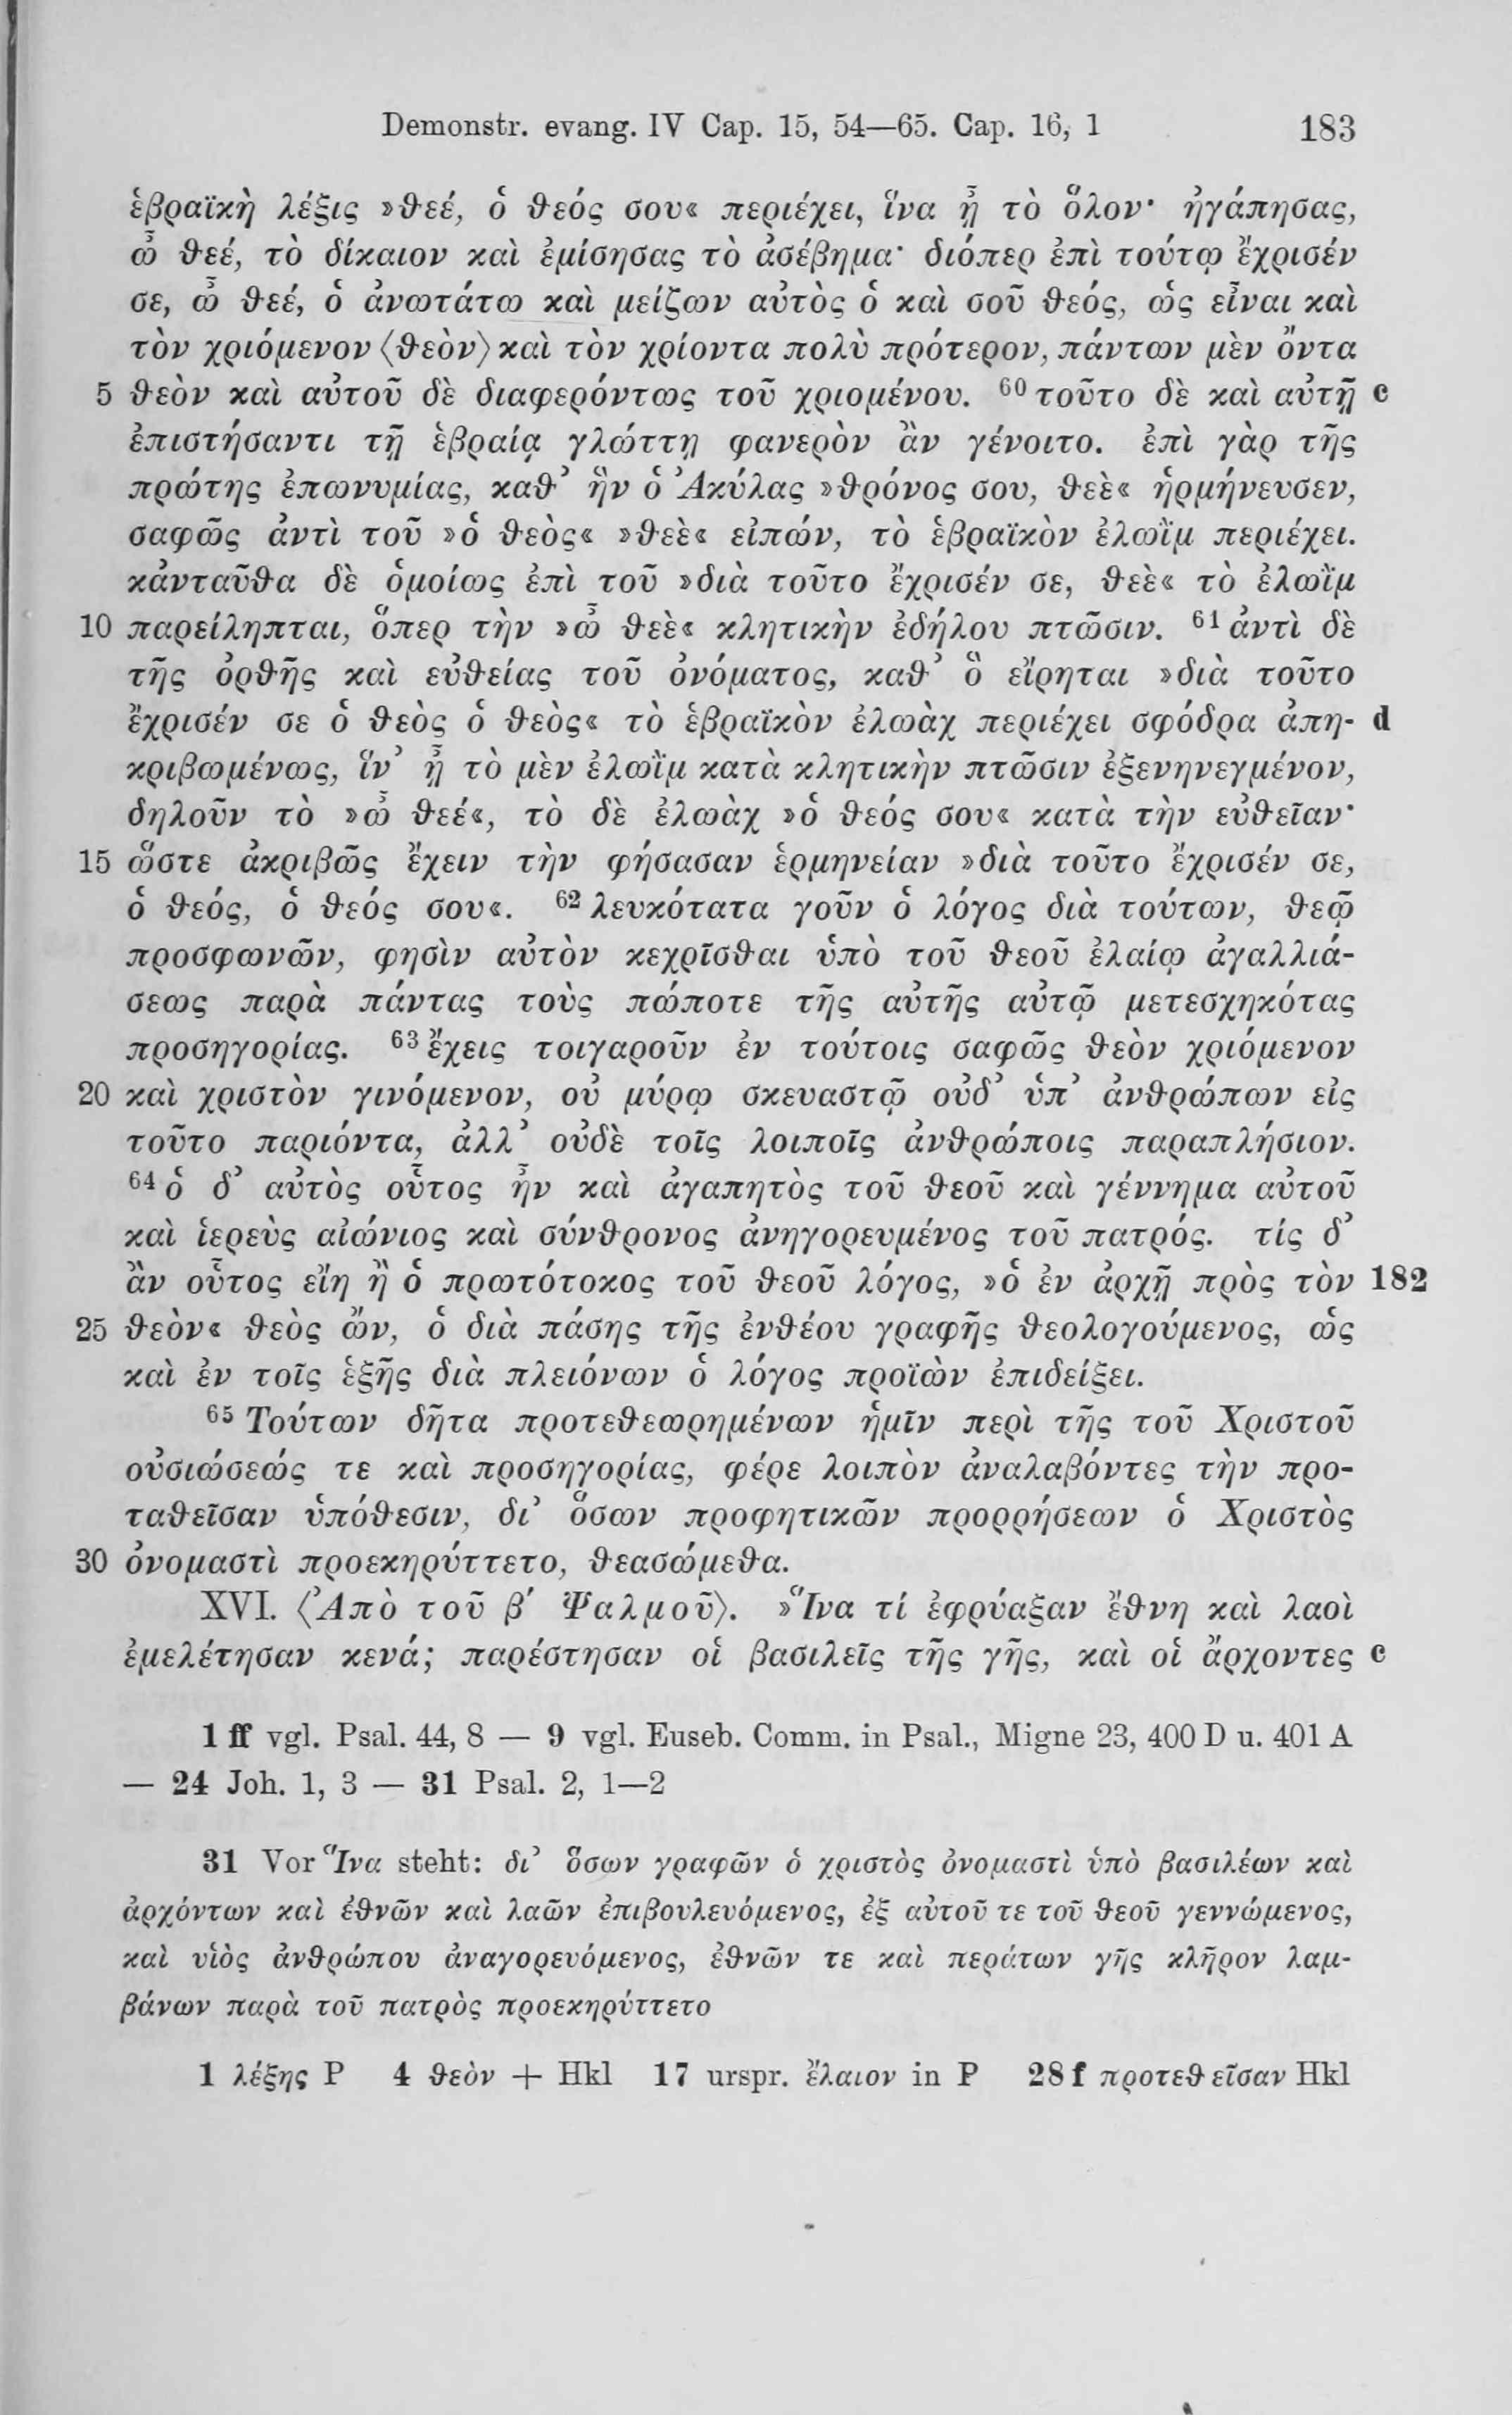 Demonstr. evang. IV Cap. 15, 54—65. Cap. 16, 1 183
ἑβραϊκὴ λέξις »θεέ, ὁ θεός σου« περιέχει, ἵνα ᾖ τὸ ὅλον· ἠγάπησας,
ὦ θεέ, τὸ δίκαιον καὶ ἐμίσησας τὸ ἀσέβημα· διόπερ ἐπὶ τούτῳ ἔχρισέν
σε, ὦ θεέ, ὁ ἀνωτάτω καὶ μείζων αὐτὸς ὁ καὶ σοῦ θεός, ὡς εἶναι καὶ
τὸν χριόμενον ⟨θεὸν⟩ καὶ τὸν χρίοντα πολὺ πρότερον, πάντων μὲν ὄντα
5 θεὸν καὶ αὐτοῦ δὲ διαφερόντως τοῦ χριομένου. 60 τοῦτο δὲ καὶ αὐτῇ c
ἐπιστήσαντι τῇ ἑβραίᾳ γλώττῃ φανερὸν ἂν γένοιτο. ἐπὶ γὰρ τῆς
πρώτης ἐπωνυμίας, καθ’ ἣν ὁ Ἀκύλας »θρόνος σου, θεὲ« ἡρμήνευσεν,
σαφῶς ἀντὶ τοῦ »ὁ θεὸς« »θεὲ« εἰπών, τὸ ἑβραϊκὸν ἐλωῒμ περιέχει.
κἀνταῦθα δὲ ὁμοίως ἐπὶ τοῦ »διὰ τοῦτο ἔχρισέν σε, θεὲ« τὸ ἐλωῒμ
10 παρείληπται, ὅπερ τὴν »ὦ θεὲ« κλητικὴν ἐδήλου πτῶσιν. 61 ἀντὶ δὲ
τῆς ὀρθῆς καὶ εὐθείας τοῦ ὀνόματος, καθ’ ὃ εἴρηται »διὰ τοῦτο
ἔχρισέν σε ὁ θεὸς ὁ θεὸς« τὸ ἑβραϊκὸν ἐλωὰχ περιέχει σφόδρα ἀπη- d
κριβωμένως, ἵν’ ᾖ τὸ μὲν ἐλωῒμ κατὰ κλητικὴν πτῶσιν ἐξενηνεγμένον,
δηλοῦν τὸ »ὦ θεέ«, τὸ δὲ ἐλωὰχ »ὁ θεός σου« κατὰ τὴν εὐθεῖαν·
15 ὥστε ἀκριβῶς ἔχειν τὴν φήσασαν ἑρμηνείαν »διὰ τοῦτο ἔχρισέν σε,
ὁ θεός, ὁ θεός σου«. 62 λευκότατα γοῦν ὁ λόγος διὰ τούτων, θεῷ
προσφωνῶν, φησὶν αὐτὸν κεχρῖσθαι ὑπὸ τοῦ θεοῦ ἐλαίῳ ἀγαλλιά-
σεως παρὰ πάντας τοὺς πώποτε τῆς αὐτῆς αὐτῷ μετεσχηκότας
προσηγορίας. 63 ἔχεις τοιγαροῦν ἐν τούτοις σαφῶς θεὸν χριόμενον
20 καὶ χριστὸν γινόμενον, οὐ μύρῳ σκευαστῷ οὐδ’ ὑπ’ ἀνθρώπων εἰς
τοῦτο παριόντα, ἀλλ’ οὐδὲ τοῖς λοιποῖς ἀνθρώποις παραπλήσιον.
64 ὁ δ’ αὐτὸς οὗτος ἦν καὶ ἀγαπητὸς τοῦ θεοῦ καὶ γέννημα αὐτοῦ
καὶ ἱερεὺς αἰώνιος καὶ σύνθρονος ἀνηγορευμένος τοῦ πατρός. τίς δ’
ἂν οὗτος εἴη ἢ ὁ πρωτότοκος τοῦ θεοῦ λόγος, »ὁ ἐν ἀρχῇ πρὸς τὸν 182
25 θεὸν« θεὸς ὤν, ὁ διὰ πάσης τῆς ἐνθέου γραφῆς θεολογούμενος, ὡς
καὶ ἐν τοῖς ἑξῆς διὰ πλειόνων ὁ λόγος προϊὼν ἐπιδείξει.
65 Τούτων δῆτα προτεθεωρημένων ἡμῖν περὶ τῆς τοῦ Χριστοῦ
οὐσιώσεώς τε καὶ προσηγορίας, φέρε λοιπὸν ἀναλαβόντες τὴν προ-
ταθεῖσαν ὑπόθεσιν, δι’ ὅσων προφητικῶν προρρήσεων ὁ Χριστὸς
30 ὀνομαστὶ προεκηρύττετο, θεασώμεθα.
XVI. ⟨Ἀπὸ τοῦ β′ Ψαλμοῦ⟩. »Ἵνα τί ἐφρύαξαν ἔθνη καὶ λαοὶ
ἐμελέτησαν κενά; παρέστησαν οἱ βασιλεῖς τῆς γῆς, καὶ οἱ ἄρχοντες c
1 ff vgl. Psal. 44, 8 — 9 vgl. Euseb. Comm. in Psal., Migne 23, 400 D u. 401 A
— 24 Joh. 1, 3 — 31 Psal. 2, 1—2
31 Vor Ἵνα steht: δι’ ὅσων γραφῶν ὁ χριστὸς ὀνομαστὶ ὑπὸ βασιλέων καὶ
ἀρχόντων καὶ ἐθνῶν καὶ λαῶν ἐπιβουλευόμενος, ἐξ αὐτοῦ τε τοῦ θεοῦ γεννώμενος,
καὶ υἱὸς ἀνθρώπου ἀναγορευόμενος, ἐθνῶν τε καὶ περάτων γῆς κλῆρον λαμ-
βάνων παρὰ τοῦ πατρὸς προεκηρύττετο
1 λέξης P 4 θεὸν + Hkl 17 urspr. ἔλαιον in P 28 f προτεθεῖσαν Hkl